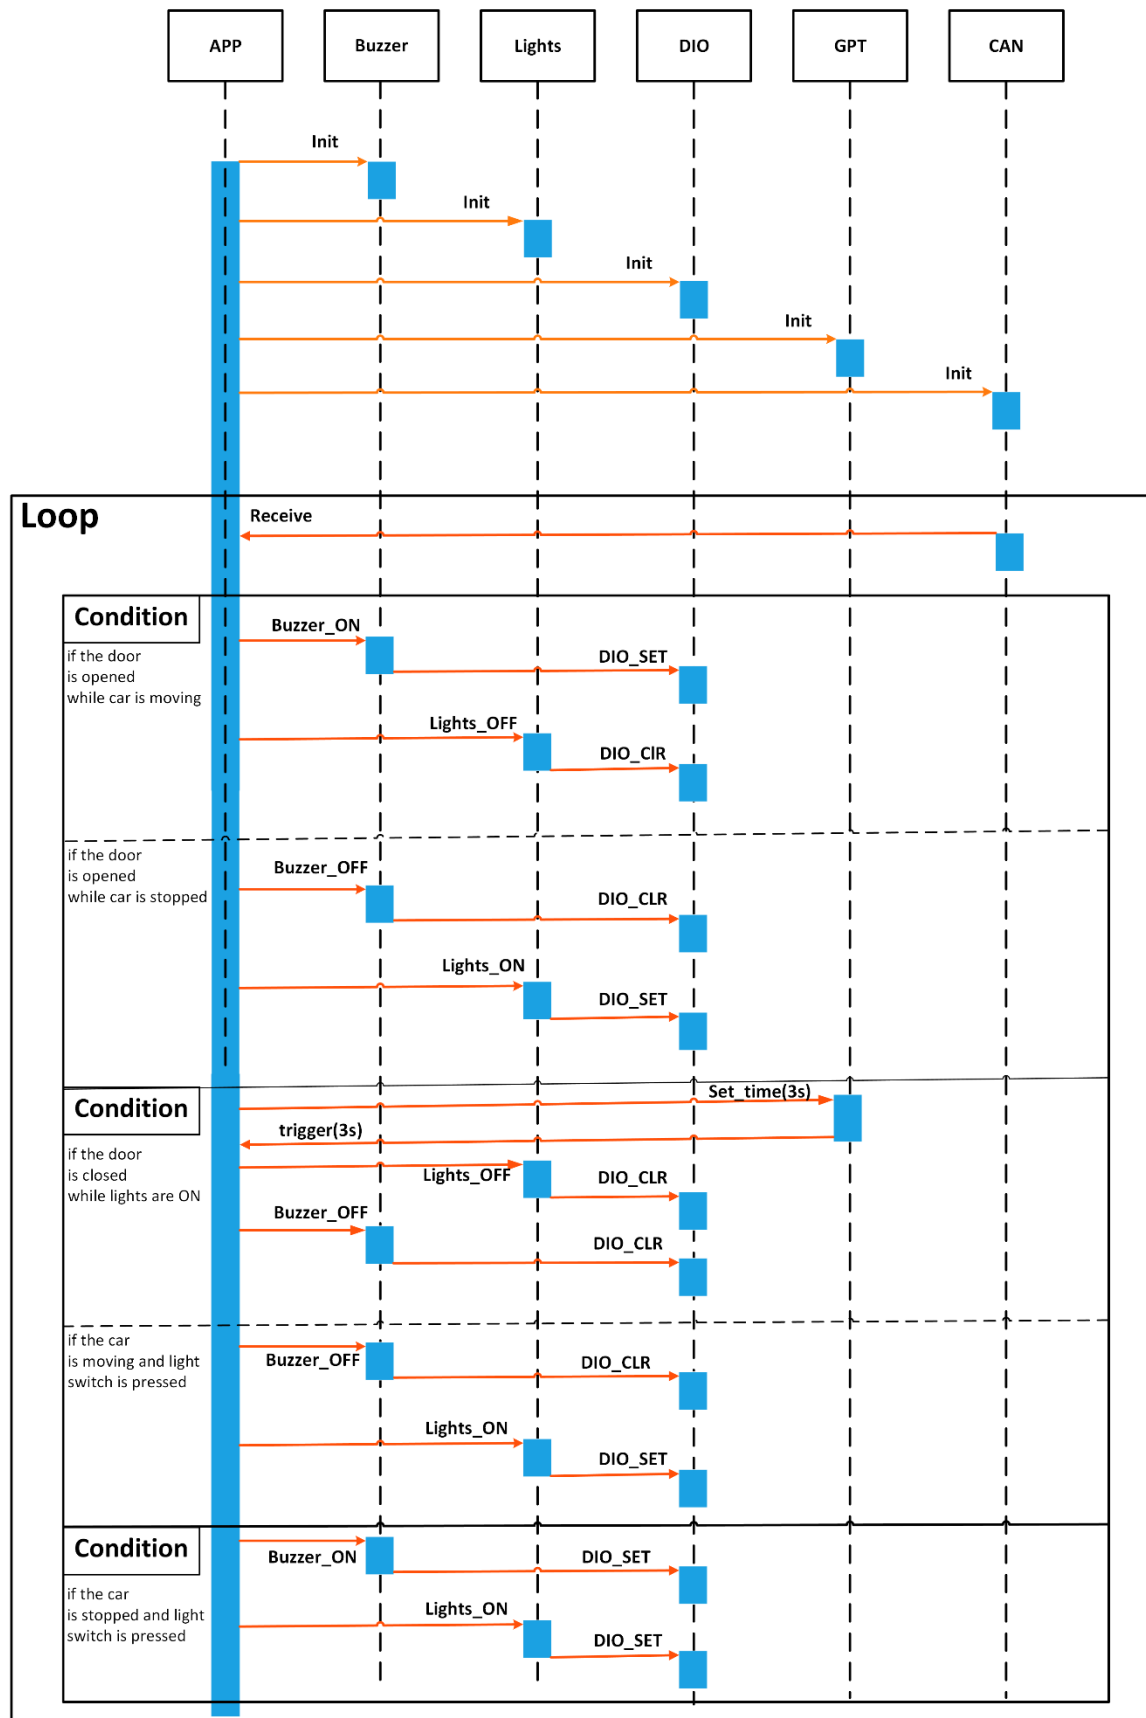 APP
Buzzer
Lights
DIO
GPT
CAN
Init
Init
Init
Init
Init
Loop
Receive
Condition
if the door
is opened
while car is moving
Buzzer_ON
DIO_SET
Lights_OFF
DIO_ClR
if the door
is opened
while car is stopped
Buzzer_OFF
DIO_CLR
Lights_ON
DIO_SET
Condition
if the door
is closed
while lights are ON
Set_time(3s)
trigger(3s)
Lights_OFF
DIO_CLR
Buzzer_OFF
DIO_CLR
if the car
is moving and light
switch is pressed
Buzzer_OFF
DIO_CLR
Lights_ON
DIO_SET
Condition
if the car
is stopped and light
switch is pressed
Buzzer_ON
DIO_SET
Lights_ON
DIO_SET